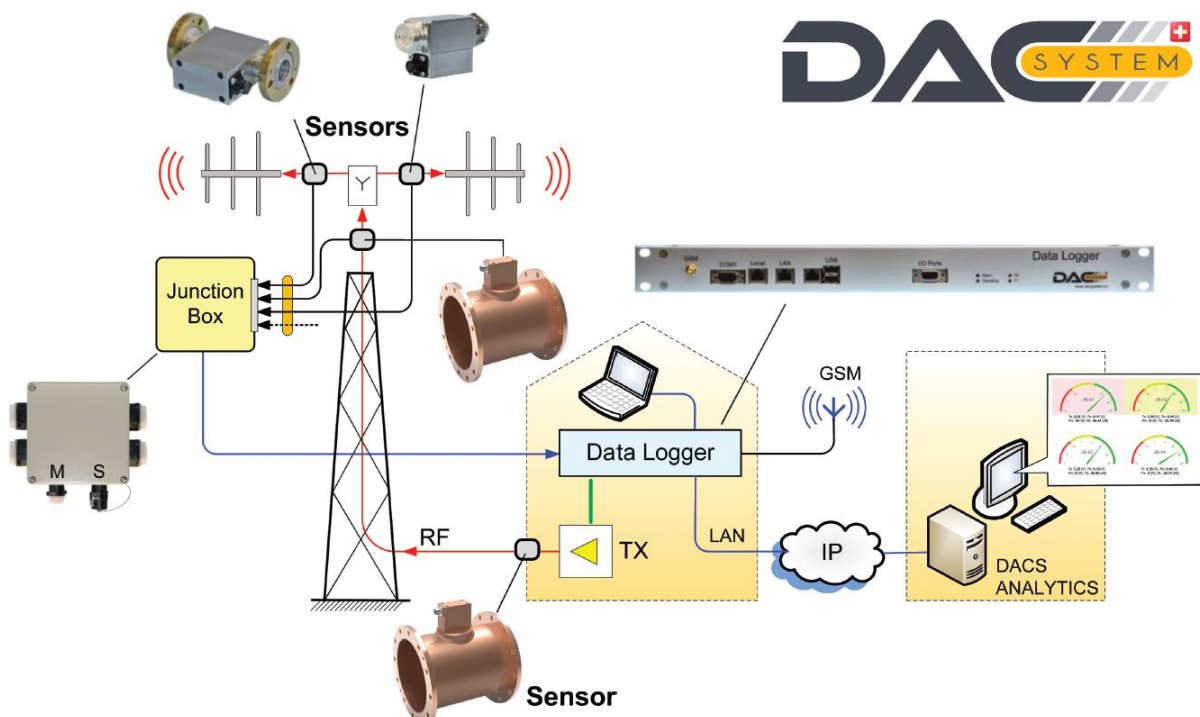 DAC
SYSTEM
Sensors
Junction
Box
M S
GSM
COM1
Local
LAN
USB
I/O Ports
Data Logger
DAC
GSM
Data Logger
LAN
IP
RF
TX
DACS
ANALYTICS
Sensor